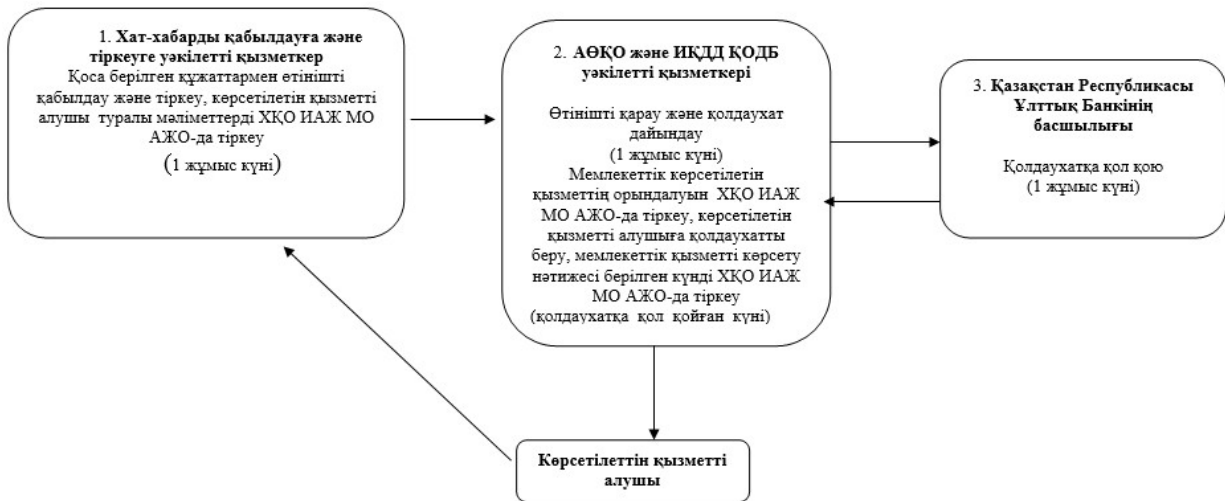 1. Хат-хабарды қабылдауға және
тіркеуге уәкілетті қызметкер
Қоса берілген құжаттармен өтінішті
қабылдау және тіркеу, көрсетілетін қызметті
алушы туралы мәліметтерді ХҚО ИАЖ МО
АЖО-да тіркеу
(1 жұмыс күні)
2. АӨҚО және ИҚДД ҚОДБ
уәкілетті қызметкері
Өтінішті қарау және қолдаухат
дайындау
(1 жұмыс күні)
Мемлекеттік көрсетілетін
қызметтің орындалуын ХҚО ИАЖ
МО АЖО-да тіркеу, көрсетілетін
қызметті алушыға қолдаухатты
беру, мемлекеттік қызметті көрсету
нәтижесі берілген күнді ХҚО ИАЖ
МО АЖО-да тіркеу
(қолдаухатқа қол қойған күні)
3. Қазақстан Республикасы
Ұлттық Банкінің
басшылығы
Қолдаухатқа қол қою
(1 жұмыс күні)
Көрсетілеттін қызметті
алушы